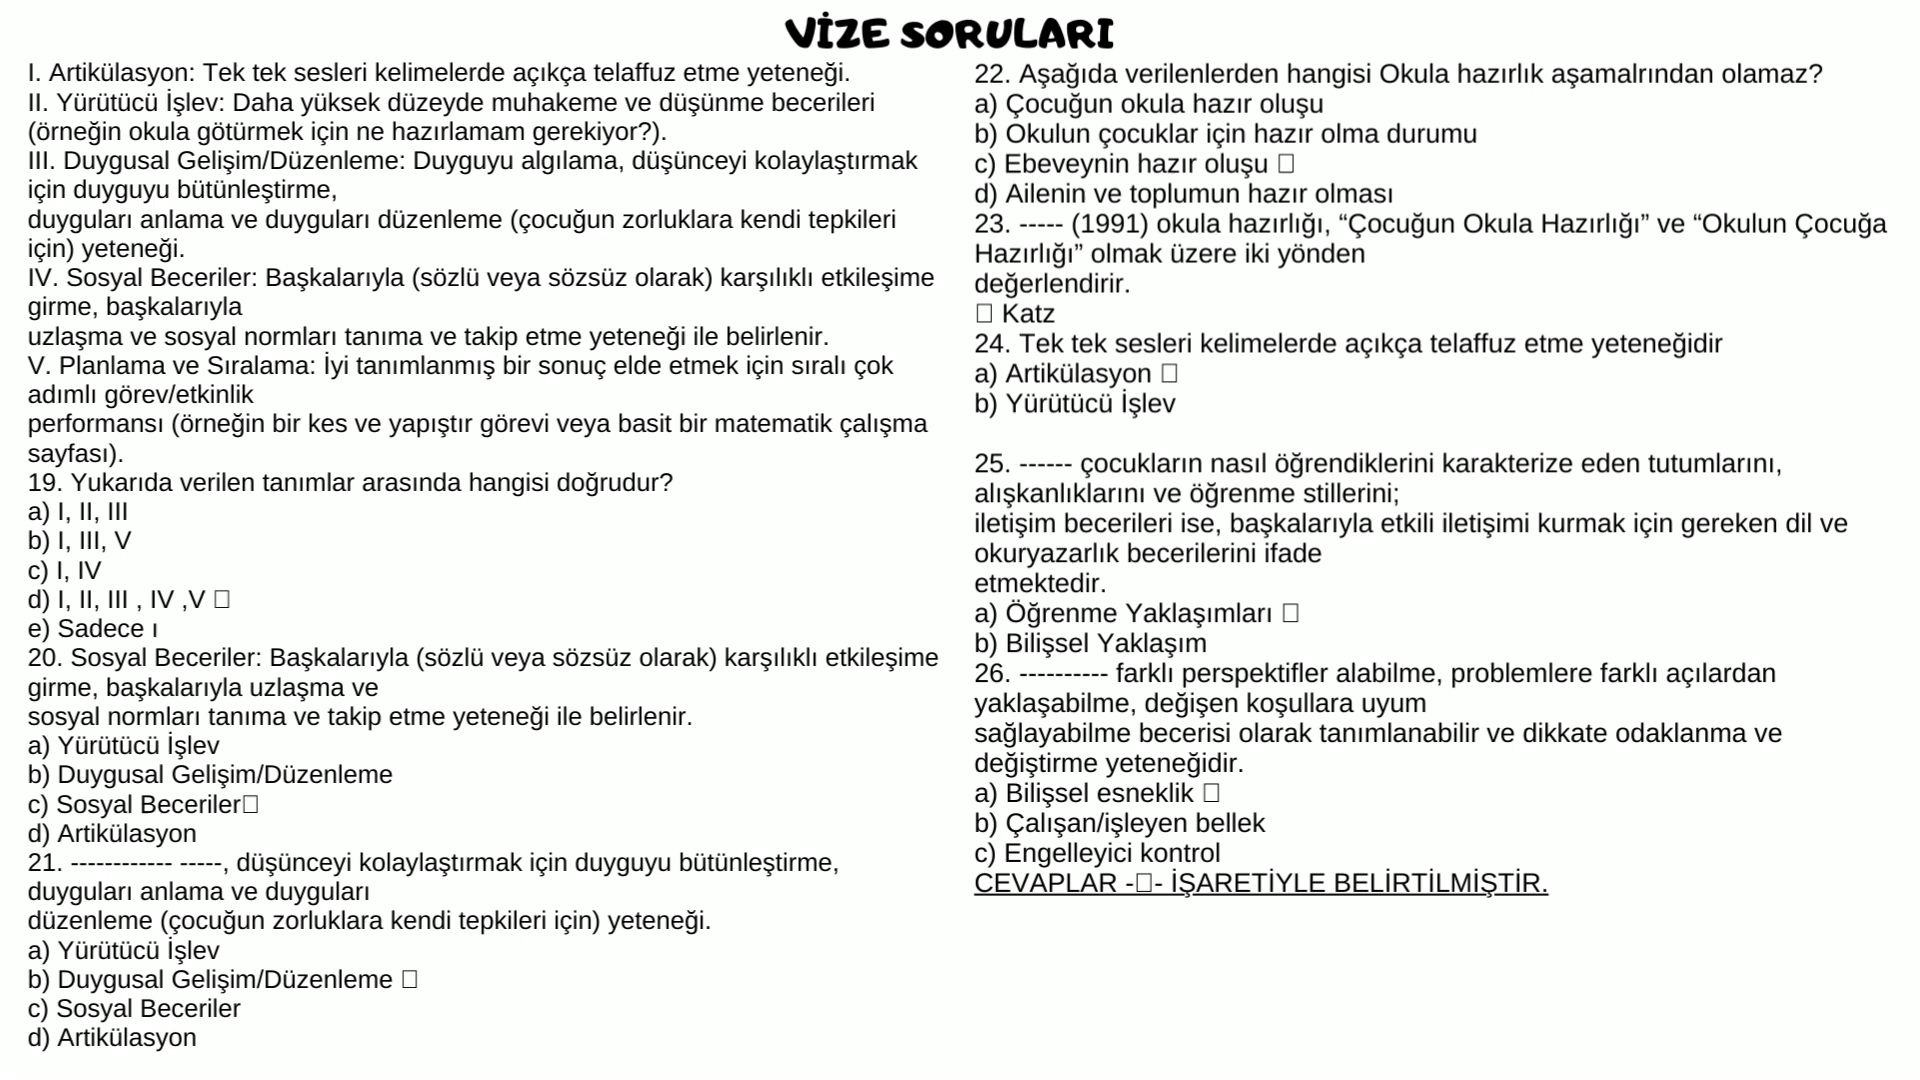 VİZE SORULARI
I. Artikülasyon: Tek tek sesleri kelimelerde açıkça telaffuz etme yeteneği.
II. Yürütücü İşlev: Daha yüksek düzeyde muhakeme ve düşünme becerileri
(örneğin okula götürmek için ne hazırlamam gerekiyor?).
III. Duygusal Gelişim/Düzenleme: Duyguyu algılama, düşünceyi kolaylaştırmak
için duyguyu bütünleştirme,
duyguları anlama ve duyguları düzenleme (çocuğun zorluklara kendi tepkileri
için) yeteneği.
IV. Sosyal Beceriler: Başkalarıyla (sözlü veya sözsüz olarak) karşılıklı etkileşime
girme, başkalarıyla
uzlaşma ve sosyal normları tanıma ve takip etme yeteneği ile belirlenir.
V. Planlama ve Sıralama: İyi tanımlanmış bir sonuç elde etmek için sıralı çok
adımlı görev/etkinlik
performansı (örneğin bir kes ve yapıştır görevi veya basit bir matematik çalışma
sayfası).
19. Yukarıda verilen tanımlar arasında hangisi doğrudur?
a) I, II, III
b) I, III, V
c) I, IV
d) I, II, III , IV ,V □
e) Sadece ı
20. Sosyal Beceriler: Başkalarıyla (sözlü veya sözsüz olarak) karşılıklı etkileşime
girme, başkalarıyla uzlaşma ve
sosyal normları tanıma ve takip etme yeteneği ile belirlenir.
a) Yürütücü İşlev
b) Duygusal Gelişim/Düzenleme
c) Sosyal Beceriler□
d) Artikülasyon
21. ------------ -----, düşünceyi kolaylaştırmak için duyguyu bütünleştirme,
duyguları anlama ve duyguları
düzenleme (çocuğun zorluklara kendi tepkileri için) yeteneği.
a) Yürütücü İşlev
b) Duygusal Gelişim/Düzenleme □
c) Sosyal Beceriler
d) Artikülasyon
22. Aşağıda verilenlerden hangisi Okula hazırlık aşamalrından olamaz?
a) Çocuğun okula hazır oluşu
b) Okulun çocuklar için hazır olma durumu
c) Ebeveynin hazır oluşu □
d) Ailenin ve toplumun hazır olması
23. ----- (1991) okula hazırlığı, “Çocuğun Okula Hazırlığı” ve “Okulun Çocuğa
Hazırlığı” olmak üzere iki yönden
değerlendirir.
□ Katz
24. Tek tek sesleri kelimelerde açıkça telaffuz etme yeteneğidir
a) Artikülasyon □
b) Yürütücü İşlev
25. ------ çocukların nasıl öğrendiklerini karakterize eden tutumlarını,
alışkanlıklarını ve öğrenme stillerini;
iletişim becerileri ise, başkalarıyla etkili iletişimi kurmak için gereken dil ve
okuryazarlık becerilerini ifade
etmektedir.
a) Öğrenme Yaklaşımları □
b) Bilişsel Yaklaşım
26. ---------- farklı perspektifler alabilme, problemlere farklı açılardan
yaklaşabilme, değişen koşullara uyum
sağlayabilme becerisi olarak tanımlanabilir ve dikkate odaklanma ve
değiştirme yeteneğidir.
a) Bilişsel esneklik □
b) Çalışan/işleyen bellek
c) Engelleyici kontrol
CEVAPLAR -□- İŞARETİYLE BELİRTİLMİŞTİR.